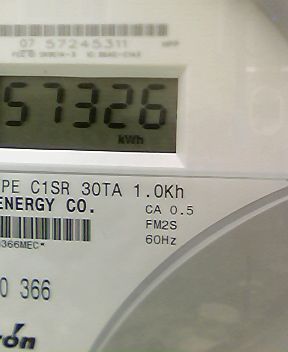 07 57245311
57326
kWh
PE C1SR 30TA 1.0Kh
ENERGY CO.
CA 0.5
FM2S
60Hz
366MEC*
0 366
ron